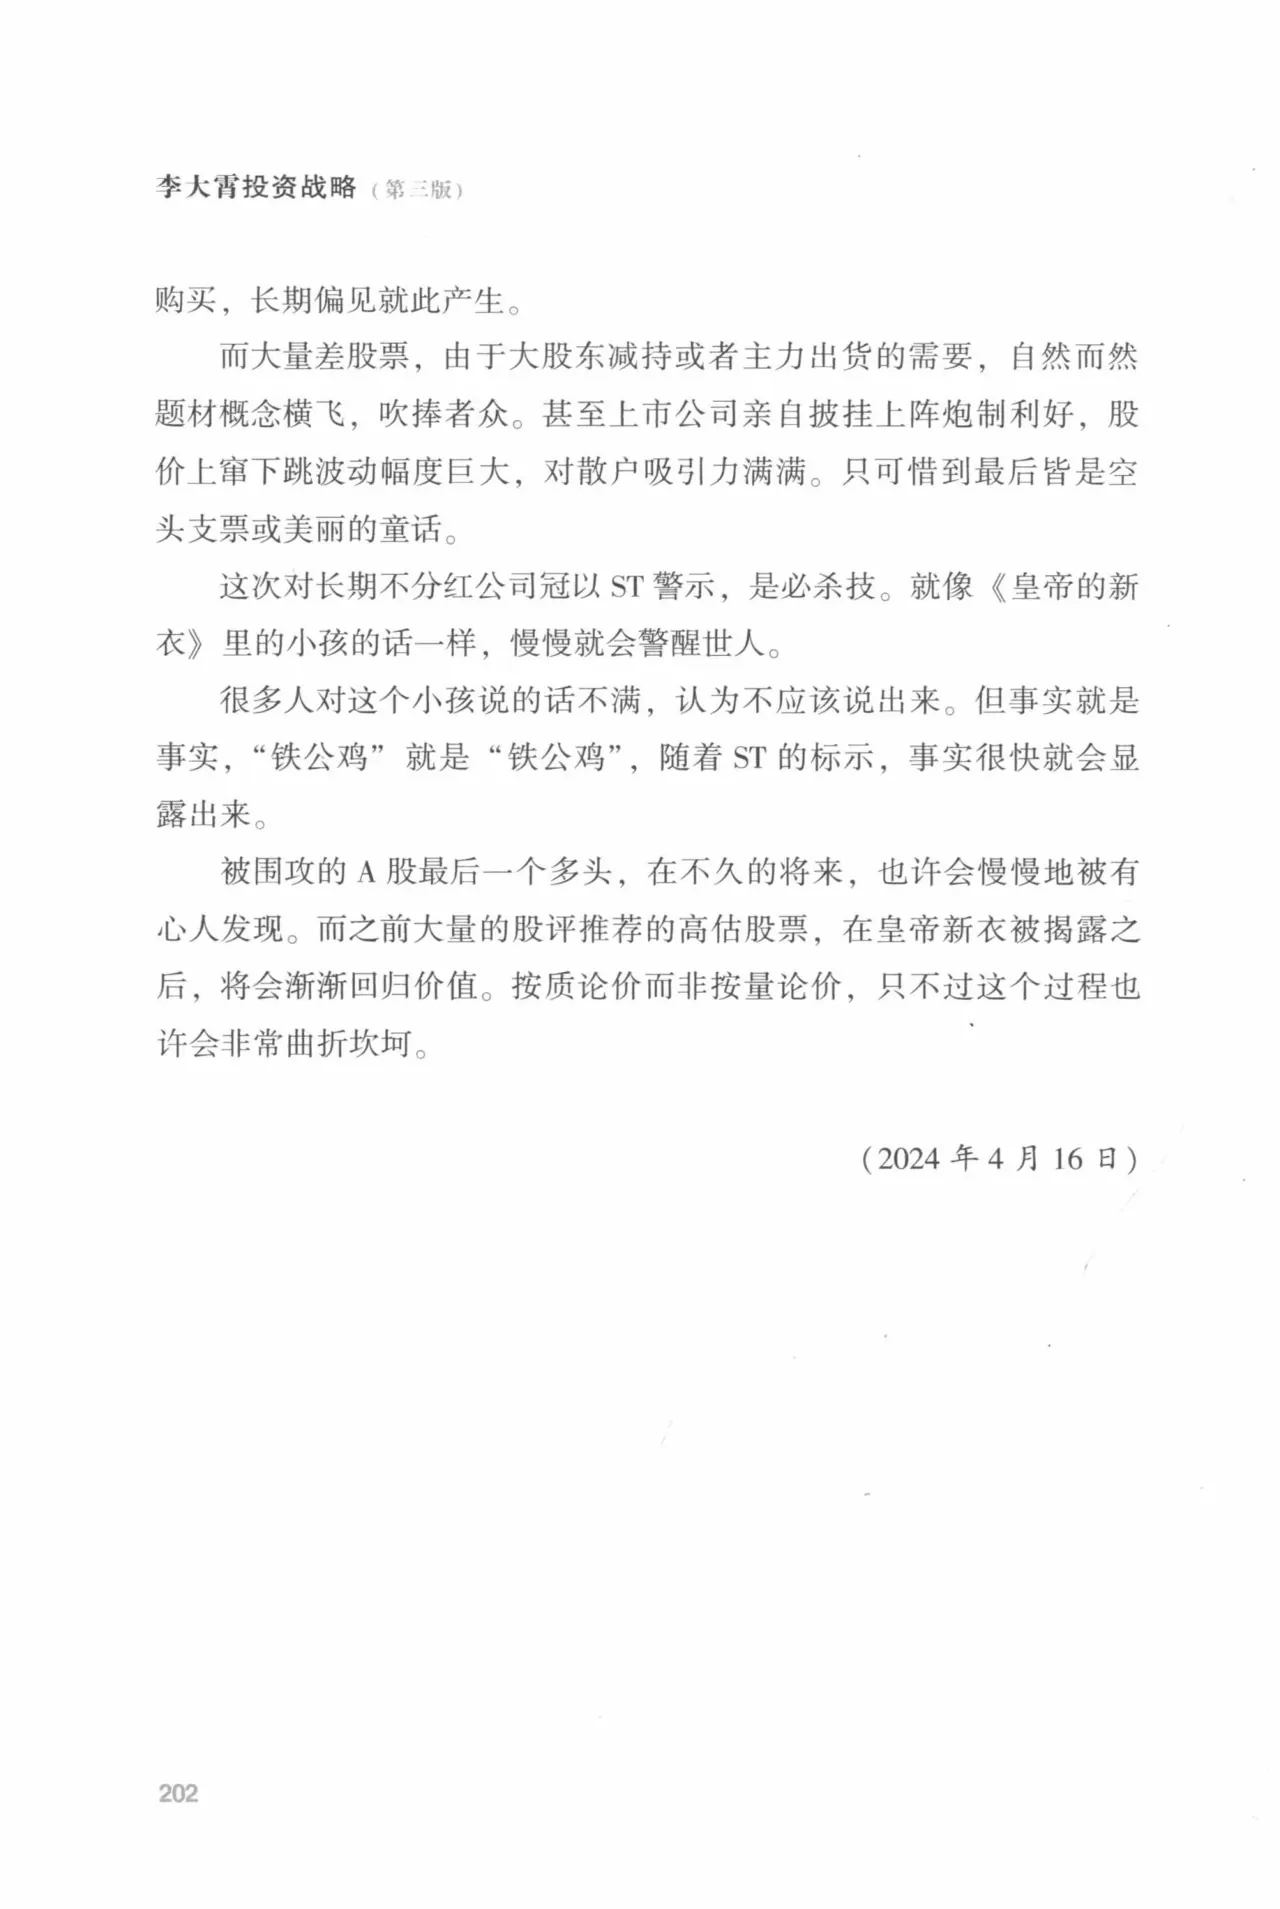 李大霄投资战略（第三版）
购买，长期偏见就此产生。
而大量差股票，由于大股东减持或者主力出货的需要，自然而然
题材概念横飞，吹捧者众。甚至上市公司亲自披挂上阵炮制利好，股
价上窜下跳波动幅度巨大，对散户吸引力满满。只可惜到最后皆是空
头支票或美丽的童话。
这次对长期不分红公司冠以 ST 警示，是必杀技。就像《皇帝的新
衣》里的小孩的话一样，慢慢就会警醒世人。
很多人对这个小孩说的话不满，认为不应该说出来。但事实就是
事实，“铁公鸡”就是“铁公鸡”，随着 ST 的标示，事实很快就会显
露出来。
被围攻的 A 股最后一个多头，在不久的将来，也许会慢慢地被有
心人发现。而之前大量的股评推荐的高估股票，在皇帝新衣被揭露之
后，将会渐渐回归价值。按质论价而非按量论价，只不过这个过程也
许会非常曲折坎坷。
（2024 年 4 月 16 日）
202